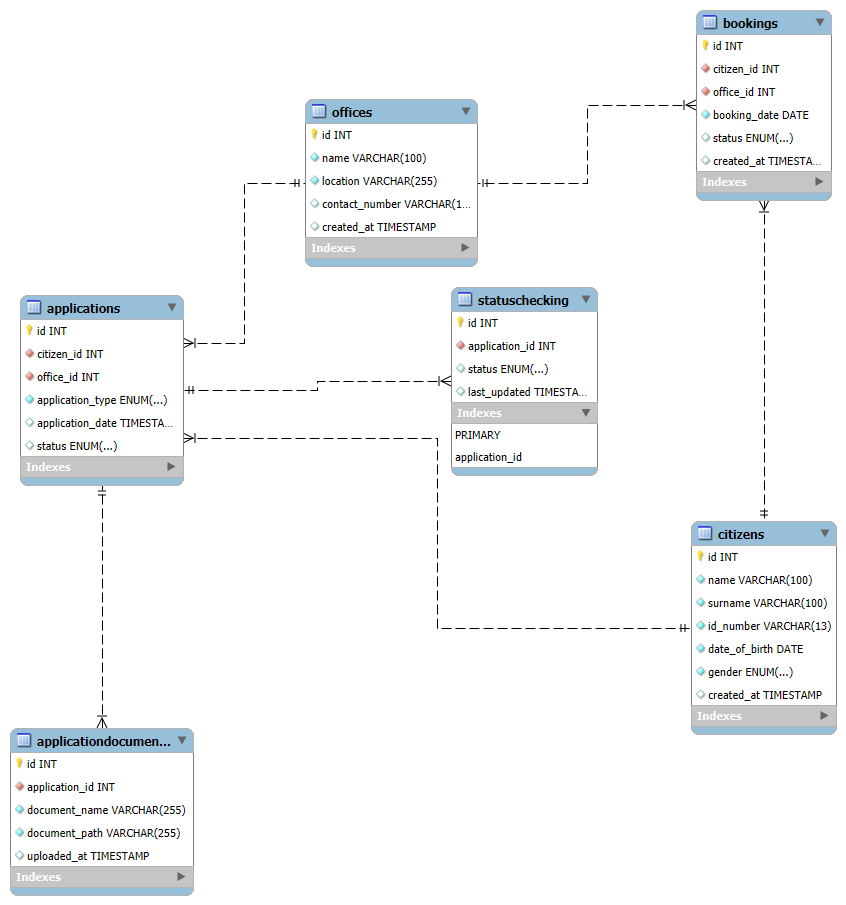 bookings
id INT
citizen_id INT
office_id INT
booking_date DATE
status ENUM(...)
created_at TIMESTA...
Indexes
offices
id INT
name VARCHAR(100)
location VARCHAR(255)
contact_number VARCHAR(1...
created_at TIMESTAMP
Indexes
applications
id INT
citizen_id INT
office_id INT
application_type ENUM(...)
application_date TIMESTA...
status ENUM(...)
Indexes
statuschecking
id INT
application_id INT
status ENUM(...)
last_updated TIMESTA...
Indexes
PRIMARY
application_id
citizens
id INT
name VARCHAR(100)
surname VARCHAR(100)
id_number VARCHAR(13)
date_of_birth DATE
gender ENUM(...)
created_at TIMESTAMP
Indexes
applicationdocumen...
id INT
application_id INT
document_name VARCHAR(255)
document_path VARCHAR(255)
uploaded_at TIMESTAMP
Indexes